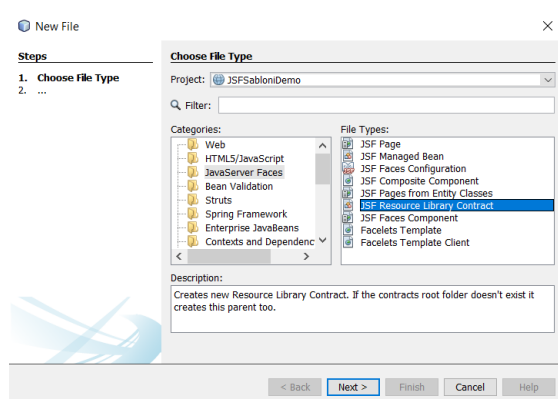 New File
Steps
1. Choose File Type
2. ...
Choose File Type
Project: JSFSabloniDemo
Filter:
Categories:
Web
HTML5/JavaScript
JavaServer Faces
Bean Validation
Struts
Spring Framework
Enterprise JavaBeans
Contexts and Dependenc
File Types:
JSF Page
JSF Managed Bean
JSF Faces Configuration
JSF Composite Component
JSF Pages from Entity Classes
JSF Resource Library Contract
JSF Faces Component
Facelets Template
Facelets Template Client
Description:
Creates new Resource Library Contract. If the contracts root folder doesn't exist it
creates this parent too.
< Back Next > Finish Cancel Help